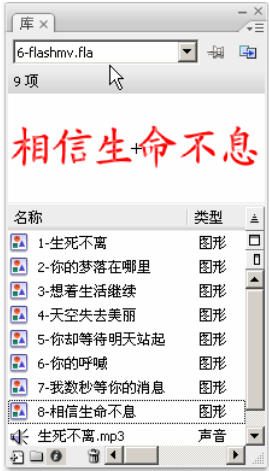 库
6-flashmv.fla
9 项
相信生命不息
名称 类型
1-生死不离 图形
2-你的梦落在哪里 图形
3-想着生活继续 图形
4-天空失去美丽 图形
5-你却等待明天站起 图形
6-你的呼喊 图形
7-我数秒等你的消息 图形
8-相信生命不息 图形
生死不离.mp3 声音